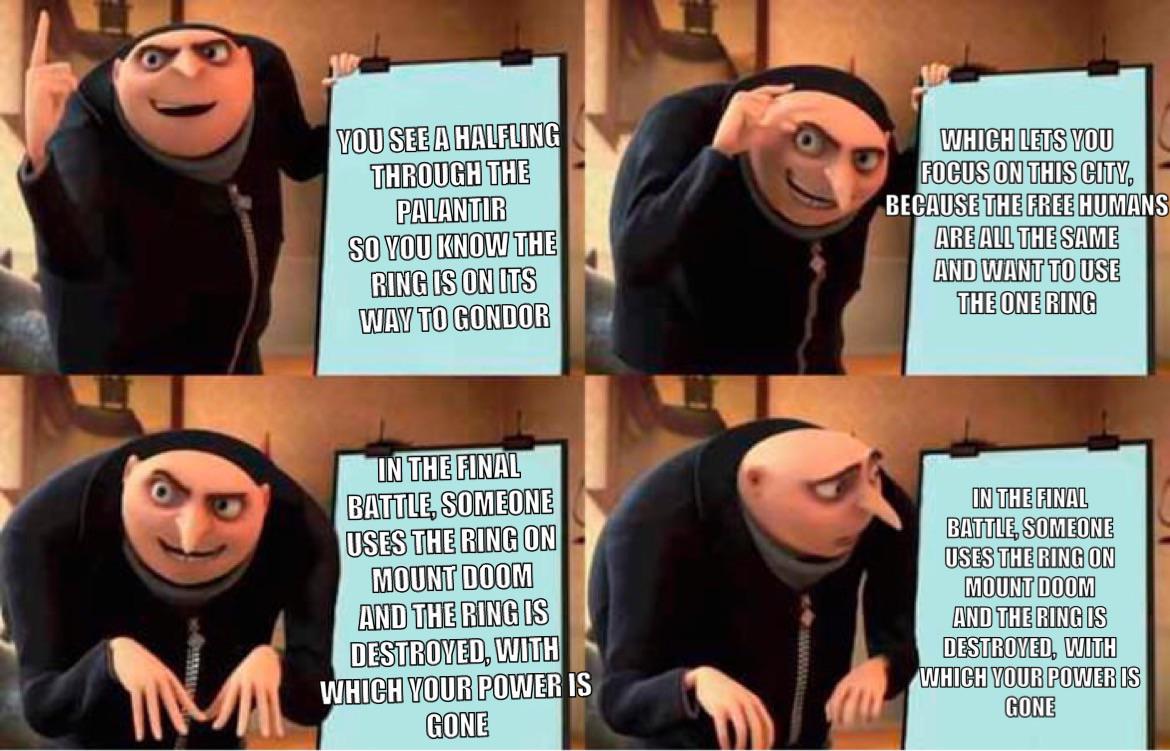 YOU SEE A HALFLING
THROUGH THE
PALANTIR
SO YOU KNOW THE
RING IS ON ITS
WAY TO GONDOR
WHICH LETS YOU
FOCUS ON THIS CITY,
BECAUSE THE FREE HUMANS
ARE ALL THE SAME
AND WANT TO USE
THE ONE RING
IN THE FINAL
BATTLE, SOMEONE
USES THE RING ON
MOUNT DOOM
AND THE RING IS
DESTROYED, WITH
WHICH YOUR POWER IS
GONE
IN THE FINAL
BATTLE, SOMEONE
USES THE RING ON
MOUNT DOOM
AND THE RING IS
DESTROYED, WITH
WHICH YOUR POWER IS
GONE